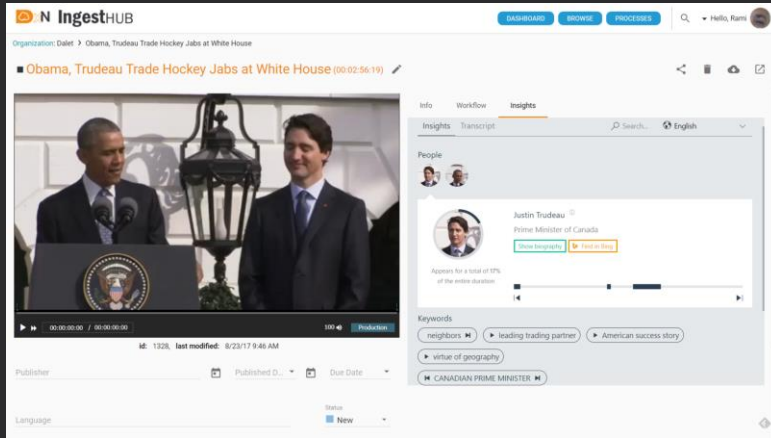 DN IngestHUB
DASHBOARD BROWSE PROCESSES Hello, Rami
Organization: Dalet > Obama, Trudeau Trade Hockey Jabs at White House
Obama, Trudeau Trade Hockey Jabs at White House (00:02:56:19)
Info Workflow Insights
Insights Transcript Search... English
People
Justin Trudeau
Prime Minister of Canada
Show biography Find in Bing
Appears for a total of 17%
of the entire duration
00:00:00:00 / 00:00:00:00 100 Production
Keywords
neighbors leading trading partner American success story
virtue of geography
CANADIAN PRIME MINISTER
id: 1328, last modified: 8/23/17 9:46 AM
Publisher Published D... Due Date
Status
Language New